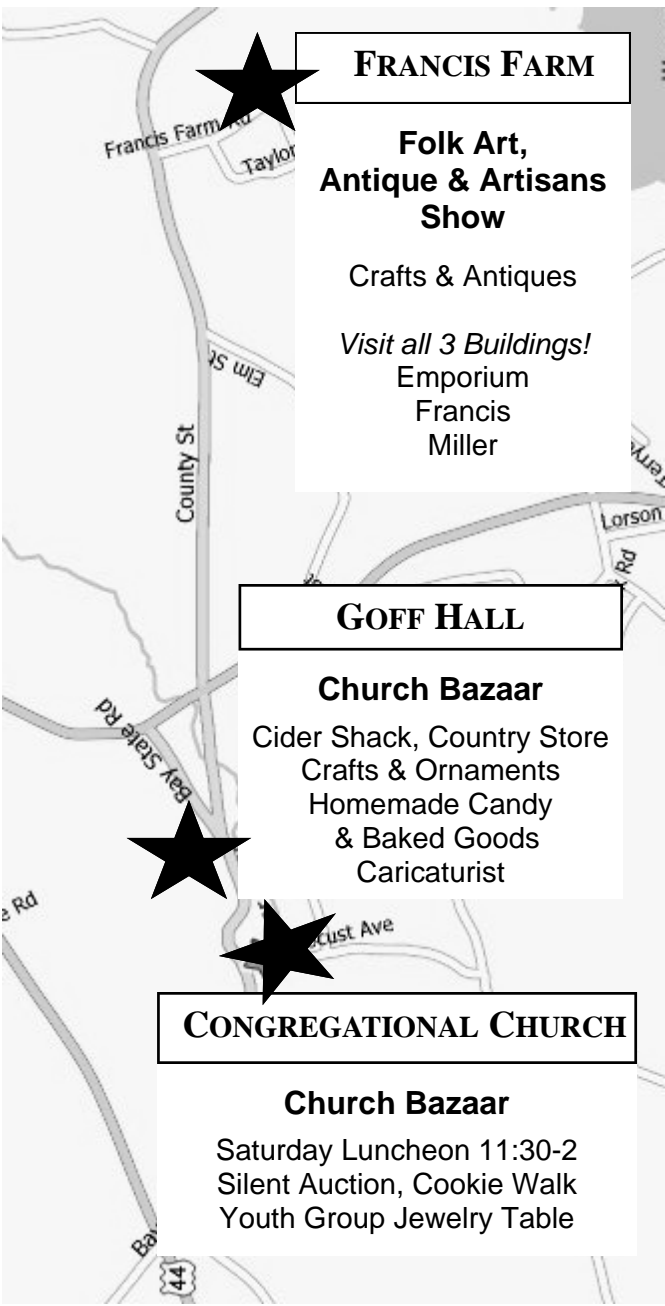 FRANCIS FARM
Francis Farm Rd
Taylor
Folk Art,
Antique & Artisans
Show
Crafts & Antiques
Visit all 3 Buildings!
Emporium
Francis
Miller
Elm St
County St
Lorson
Rd
GOFF HALL
Church Bazaar
Cider Shack, Country Store
Crafts & Ornaments
Homemade Candy
& Baked Goods
Caricaturist
Bay State Rd
Rd
Ave
CONGREGATIONAL CHURCH
Church Bazaar
Saturday Luncheon 11:30-2
Silent Auction, Cookie Walk
Youth Group Jewelry Table
44